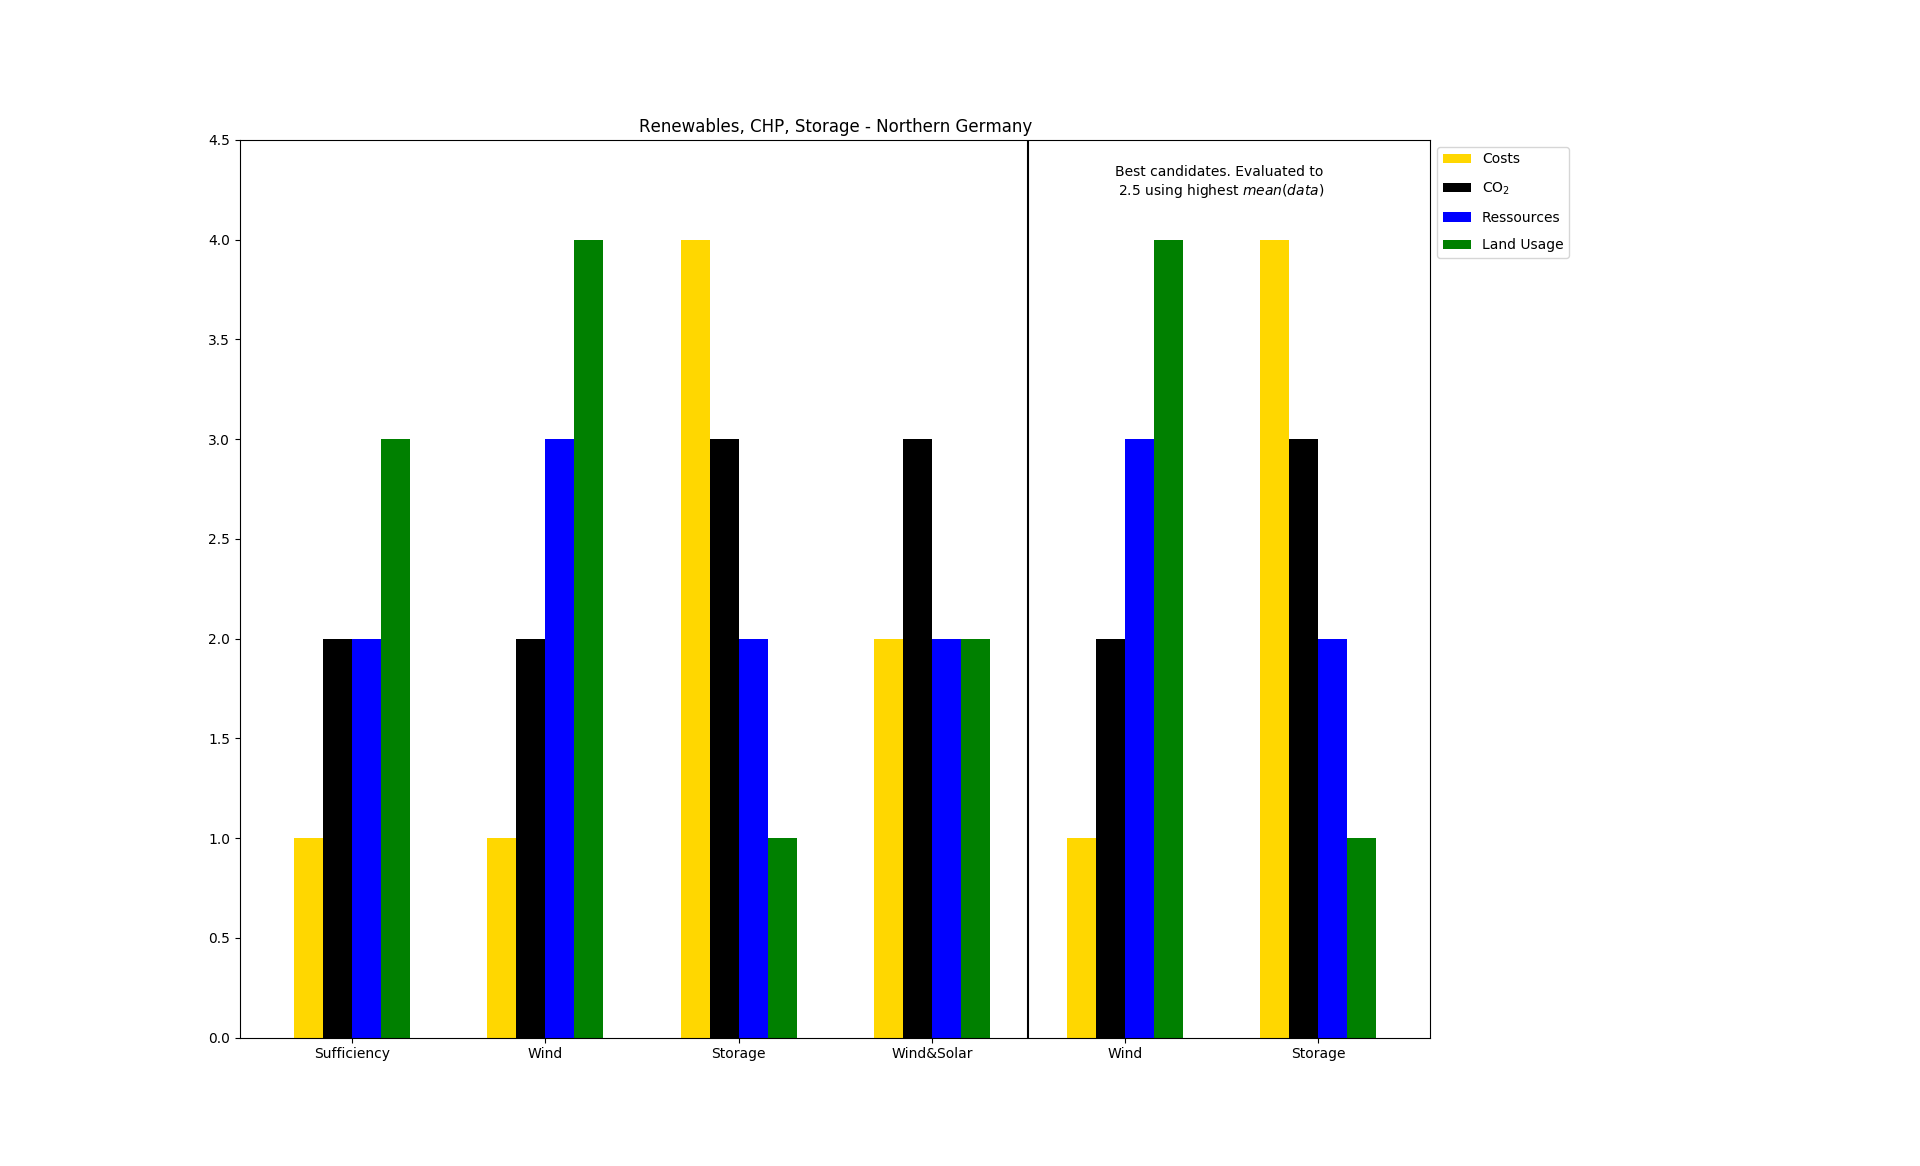 Renewables, CHP, Storage - Northern Germany
4.5
4.0
3.5
3.0
2.5
2.0
1.5
1.0
0.5
0.0
Best candidates. Evaluated to
2.5 using highest mean(data)
Costs
CO₂
Ressources
Land Usage
Sufficiency
Wind
Storage
Wind&Solar
Wind
Storage